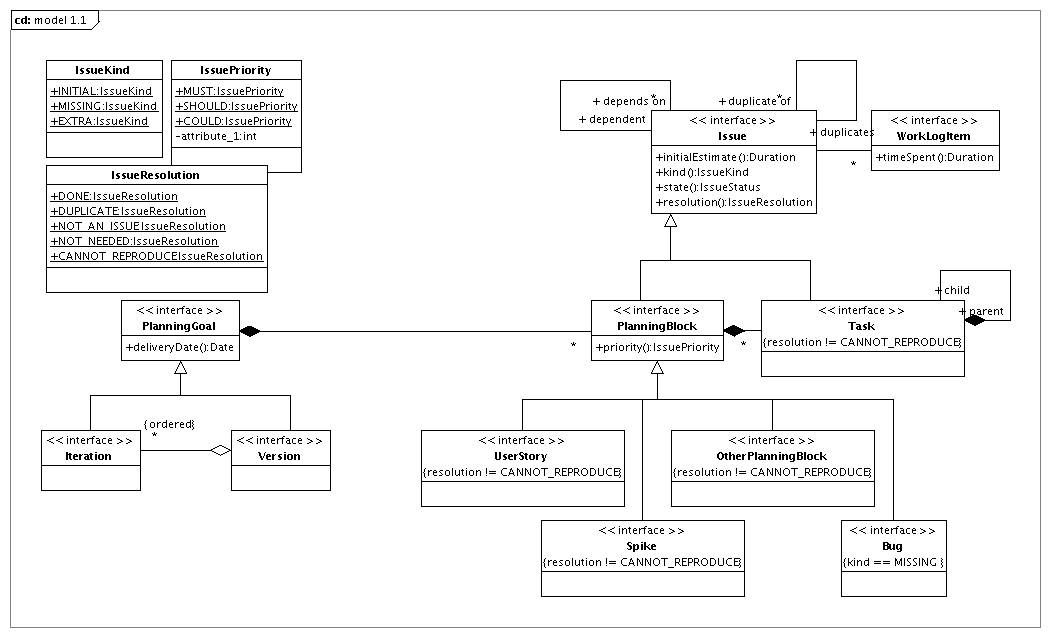 cd: model 1.1
IssueKind
+INITIAL:IssueKind
+MISSING:IssueKind
+EXTRA:IssueKind
IssuePriority
+MUST:IssuePriority
+SHOULD:IssuePriority
+COULD:IssuePriority
-attribute_1:int
IssueResolution
+DONE:IssueResolution
+DUPLICATE:IssueResolution
+NOT_AN_ISSUE:IssueResolution
+NOT_NEEDED:IssueResolution
+CANNOT_REPRODUCE:IssueResolution
+ depends on
*
+ dependent
+ duplicate of
*
+ duplicates
<< interface >>
Issue
+initialEstimate():Duration
+kind():IssueKind
+state():IssueStatus
+resolution():IssueResolution
*
<< interface >>
WorkLogItem
+timeSpent():Duration
<< interface >>
PlanningGoal
+deliveryDate():Date
*
<< interface >>
PlanningBlock
+priority():IssuePriority
*
<< interface >>
Task
{resolution != CANNOT_REPRODUCE}
+ child
+ parent
<< interface >>
Iteration
{ordered}
*
<< interface >>
Version
<< interface >>
UserStory
{resolution != CANNOT_REPRODUCE}
<< interface >>
OtherPlanningBlock
{resolution != CANNOT_REPRODUCE}
<< interface >>
Spike
{resolution != CANNOT_REPRODUCE}
<< interface >>
Bug
{kind == MISSING }